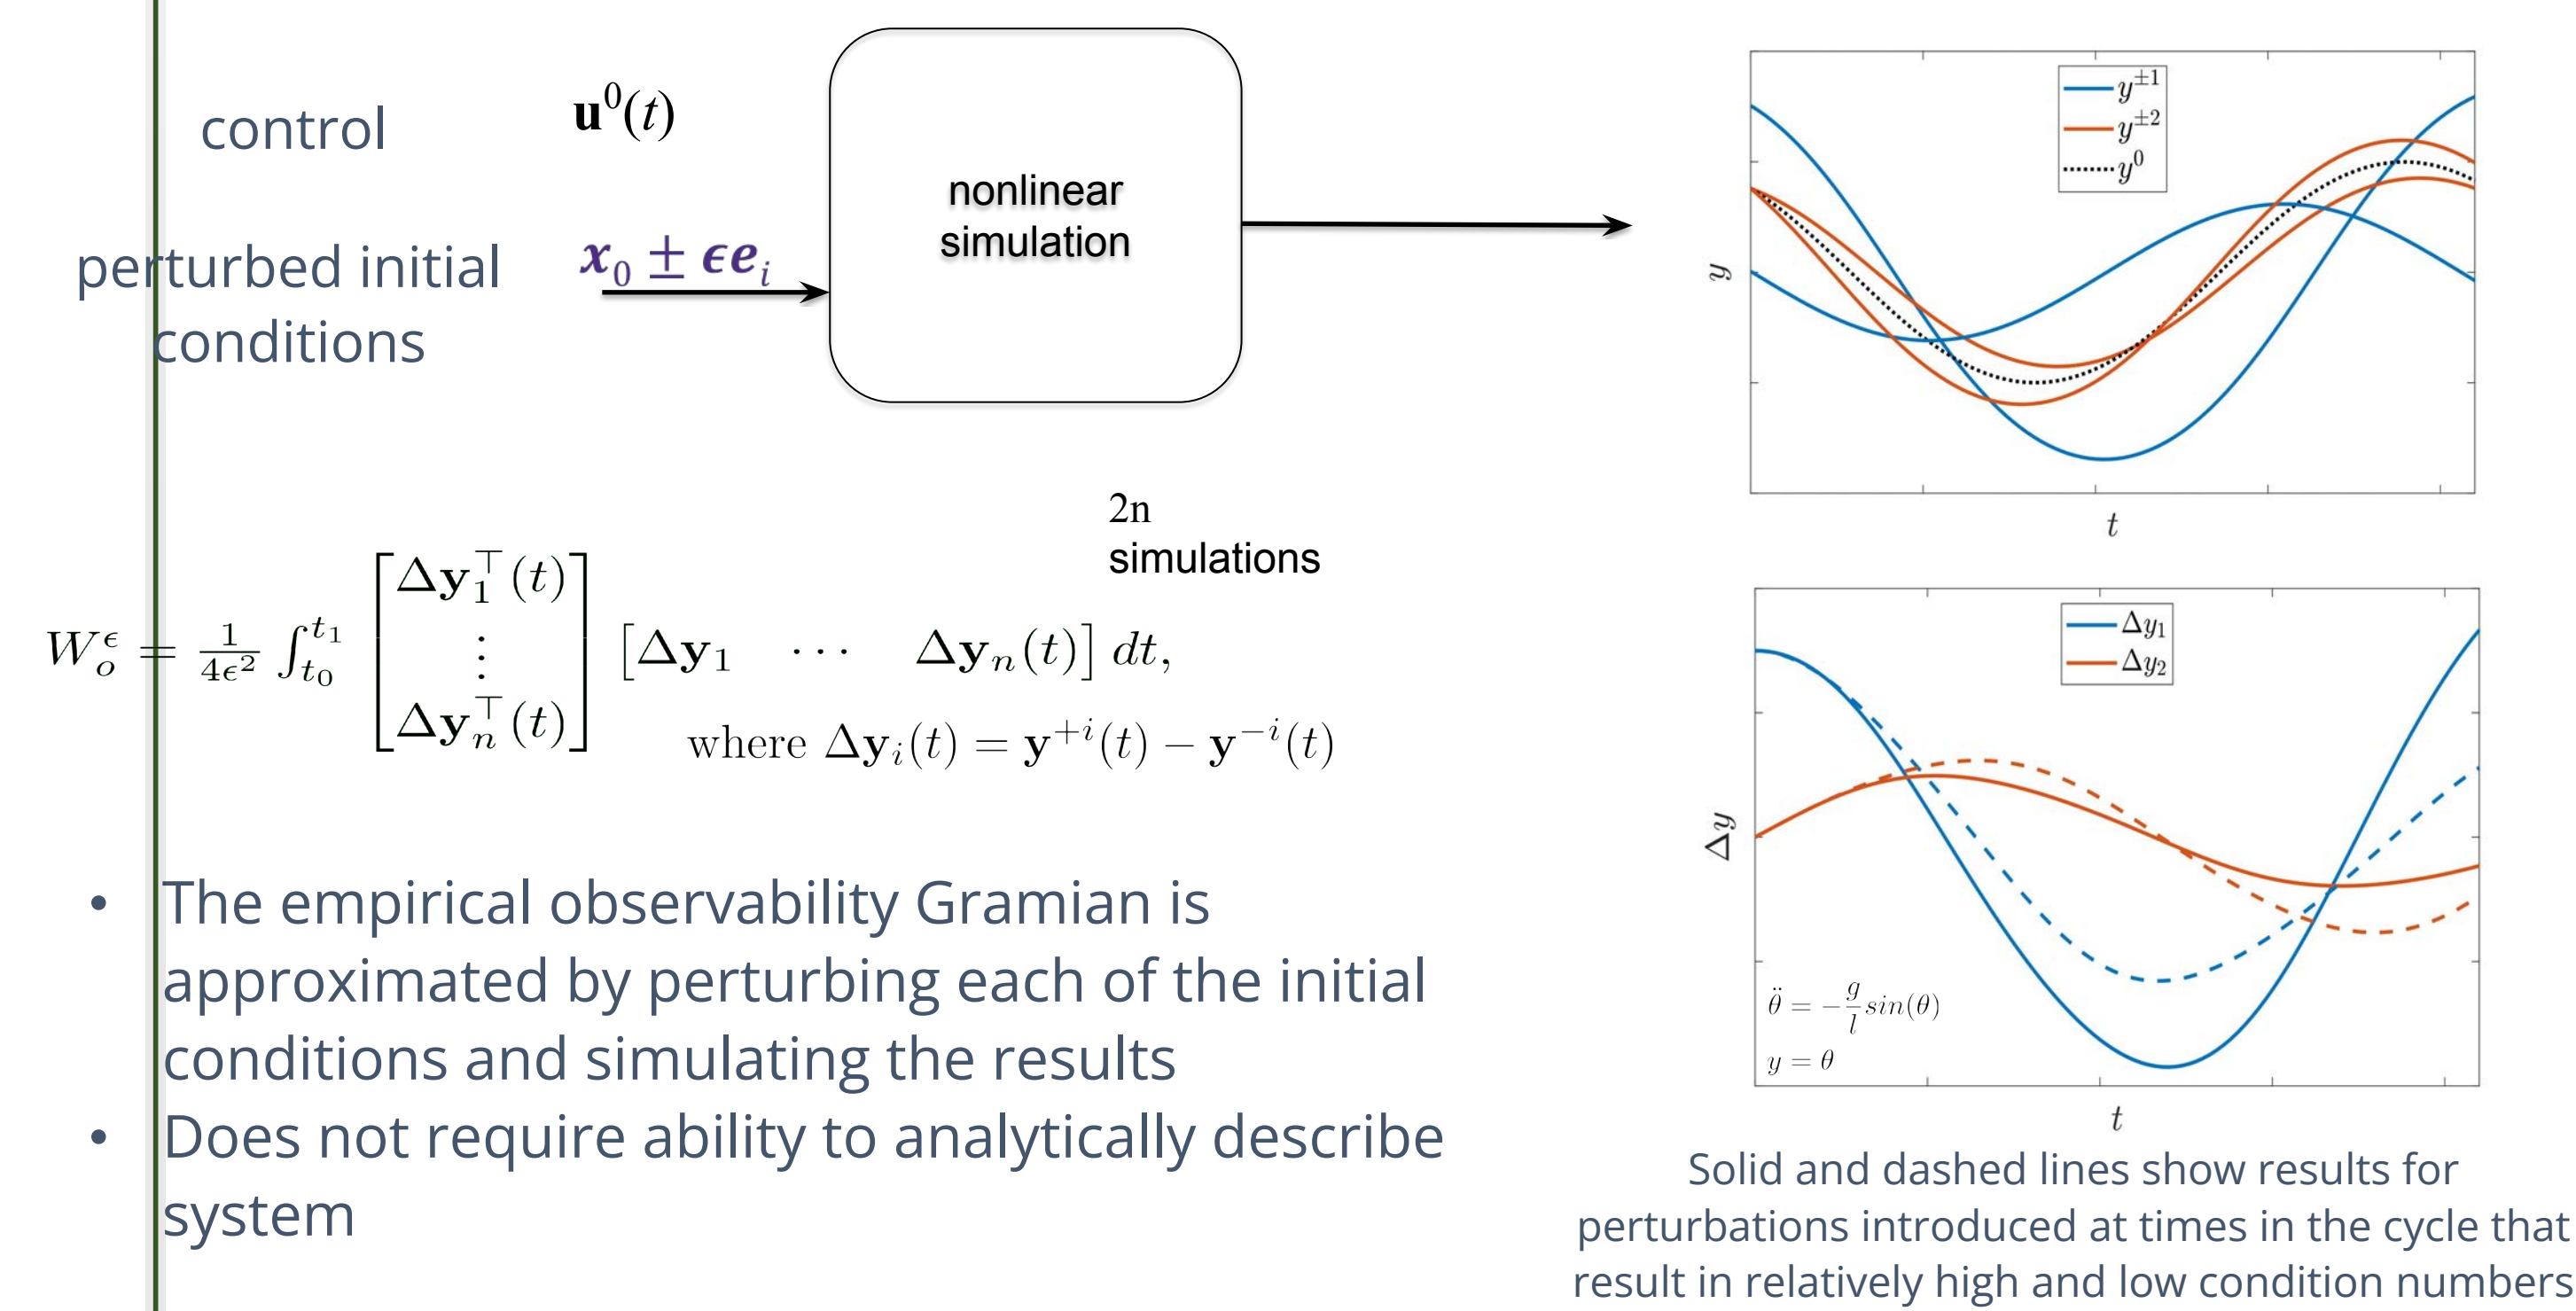 control
u⁰(t)
perturbed initial
conditions
x₀ ± ϵeᵢ
nonlinear
simulation
2n
simulations
y^{±1}
y^{±2}
y⁰
y
t
W_o^ϵ = \frac{1}{4ϵ²} ∫_{t₀}^{t₁} [Δy₁^⊤(t) ⋮ Δyₙ^⊤(t)] [Δy₁ ⋯ Δyₙ(t)] dt,
where Δyᵢ(t) = y^{+i}(t) − y^{−i}(t)
Δy₁
Δy₂
Δy
θ̈ = −\frac{g}{l} sin(θ)
y = θ
t
• The empirical observability Gramian is
approximated by perturbing each of the initial
conditions and simulating the results
• Does not require ability to analytically describe
system
Solid and dashed lines show results for
perturbations introduced at times in the cycle that
result in relatively high and low condition numbers